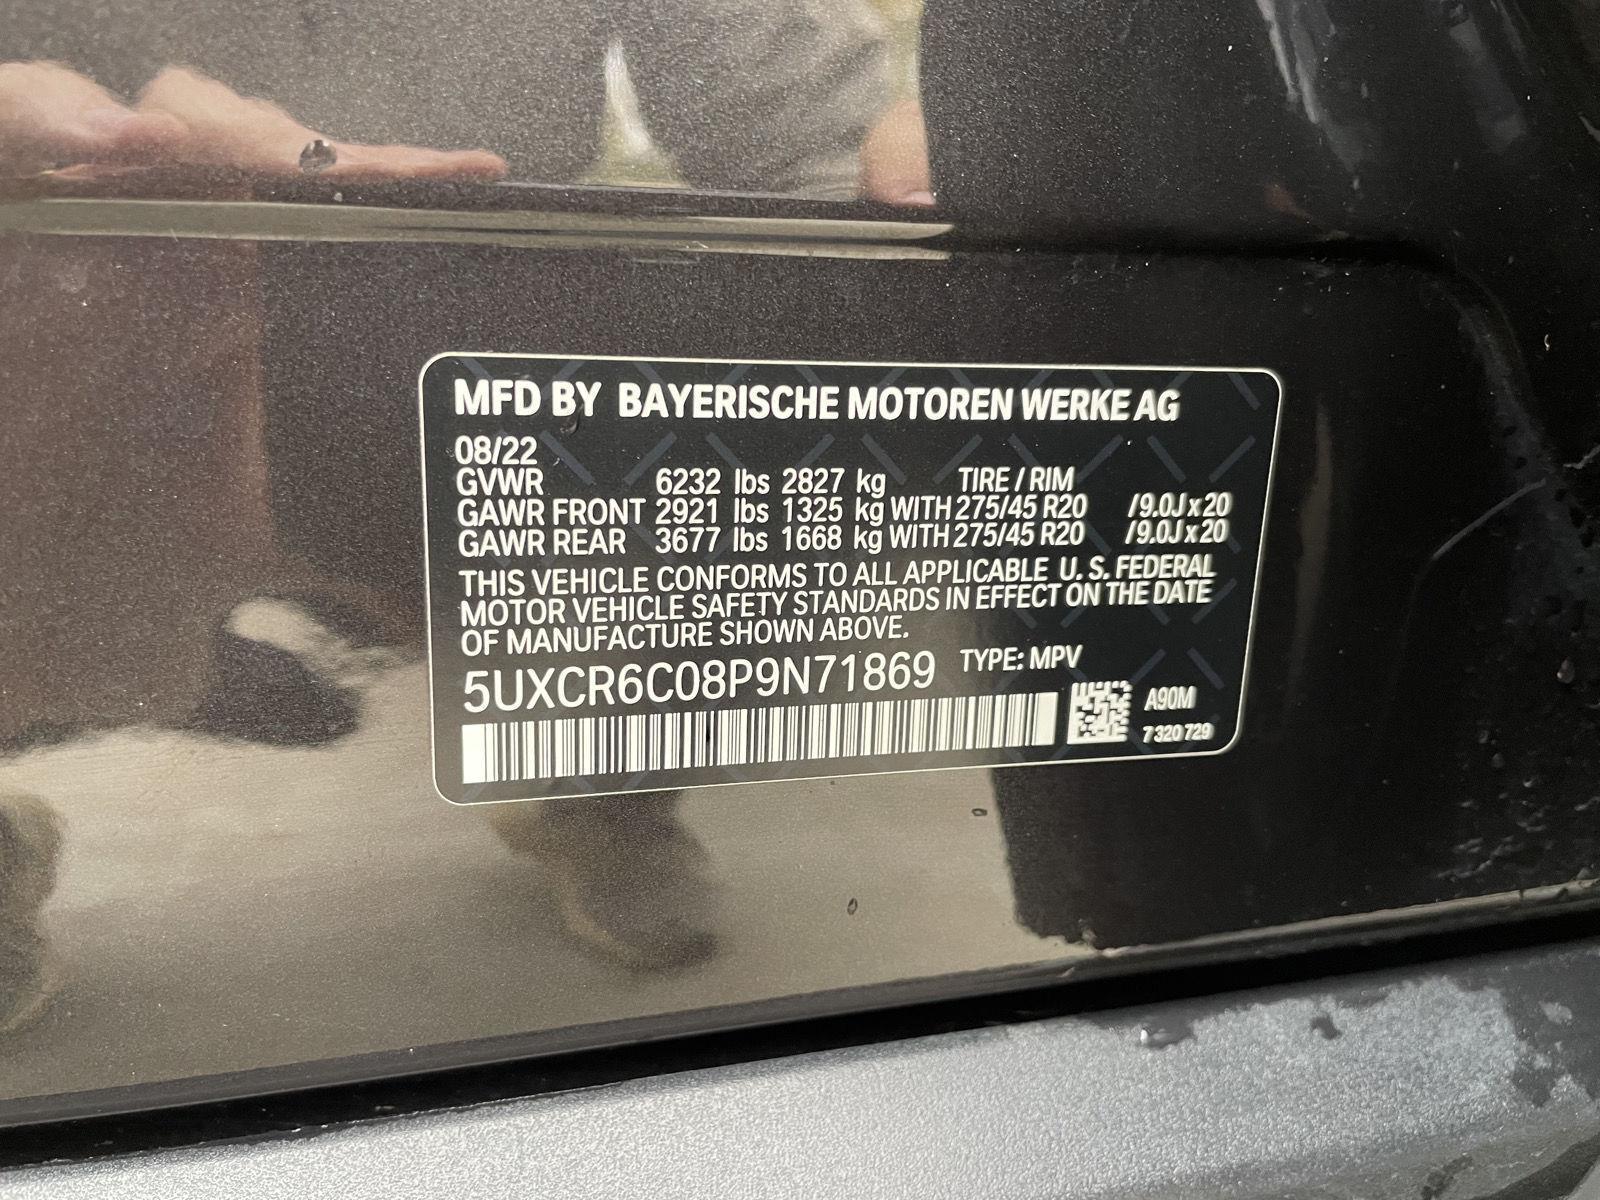 MFD BY BAYERISCHE MOTOREN WERKE AG
08/22
GVWR 6232 lbs 2827 kg TIRE / RIM
GAWR FRONT 2921 lbs 1325 kg WITH 275/45 R20 /9.0J x 20
GAWR REAR 3677 lbs 1668 kg WITH 275/45 R20 /9.0J x 20
THIS VEHICLE CONFORMS TO ALL APPLICABLE U.S. FEDERAL
MOTOR VEHICLE SAFETY STANDARDS IN EFFECT ON THE DATE
OF MANUFACTURE SHOWN ABOVE.
5UXCR6C08P9N71869 TYPE: MPV
A90M
7 320 729